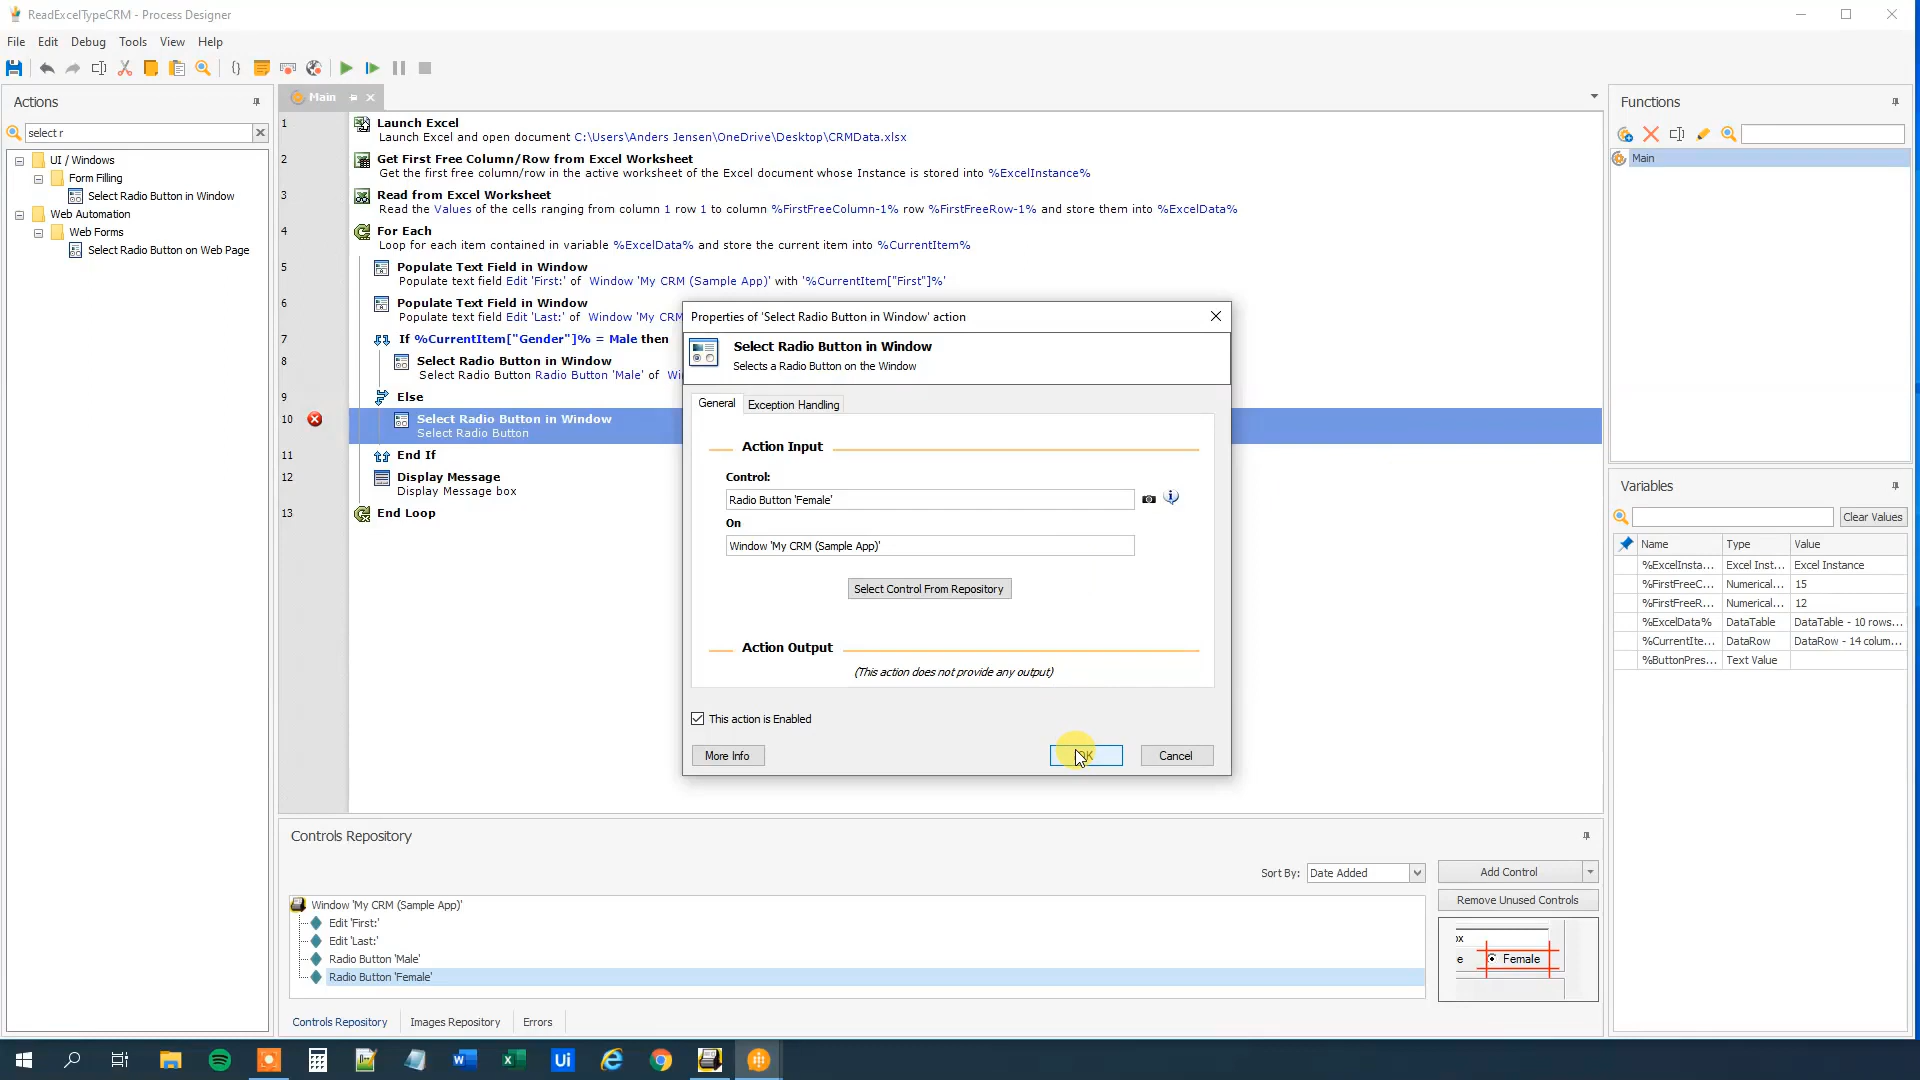 ReadExcelTypeCRM - Process Designer
File Edit Debug Tools View Help
Actions
select r
UI / Windows
Form Filling
Select Radio Button in Window
Web Automation
Web Forms
Select Radio Button on Web Page
Main
1 Launch Excel
Launch Excel and open document C:\Users\Anders Jensen\OneDrive\Desktop\CRMData.xlsx
2 Get First Free Column/Row from Excel Worksheet
Get the first free column/row in the active worksheet of the Excel document whose Instance is stored into %ExcelInstance%
3 Read from Excel Worksheet
Read the Values of the cells ranging from column 1 row 1 to column %FirstFreeColumn-1% row %FirstFreeRow-1% and store them into %ExcelData%
4 For Each
Loop for each item contained in variable %ExcelData% and store the current item into %CurrentItem%
5 Populate Text Field in Window
Populate text field Edit 'First:' of Window 'My CRM (Sample App)' with '%CurrentItem["First"]%'
6 Populate Text Field in Window
Populate text field Edit 'Last:' of Window 'My CRM
7 If %CurrentItem["Gender"]% = Male then
8 Select Radio Button in Window
Select Radio Button Radio Button 'Male' of Wi
9 Else
10 Select Radio Button in Window
Select Radio Button
11 End If
12 Display Message
Display Message box
13 End Loop
Properties of 'Select Radio Button in Window' action
Select Radio Button in Window
Selects a Radio Button on the Window
General Exception Handling
Action Input
Control:
Radio Button 'Female'
On
Window 'My CRM (Sample App)'
Select Control From Repository
Action Output
(This action does not provide any output)
This action is Enabled
More Info OK Cancel
Controls Repository
Sort By: Date Added Add Control
Remove Unused Controls
Window 'My CRM (Sample App)'
Edit 'First:'
Edit 'Last:'
Radio Button 'Male'
Radio Button 'Female'
ox
e Female
Controls Repository Images Repository Errors
Functions
Main
Variables
Clear Values
Name Type Value
%ExcelInsta... Excel Inst... Excel Instance
%FirstFreeC... Numerical... 15
%FirstFreeR... Numerical... 12
%ExcelData% DataTable DataTable - 10 rows...
%CurrentIte... DataRow DataRow - 14 colum...
%ButtonPres... Text Value